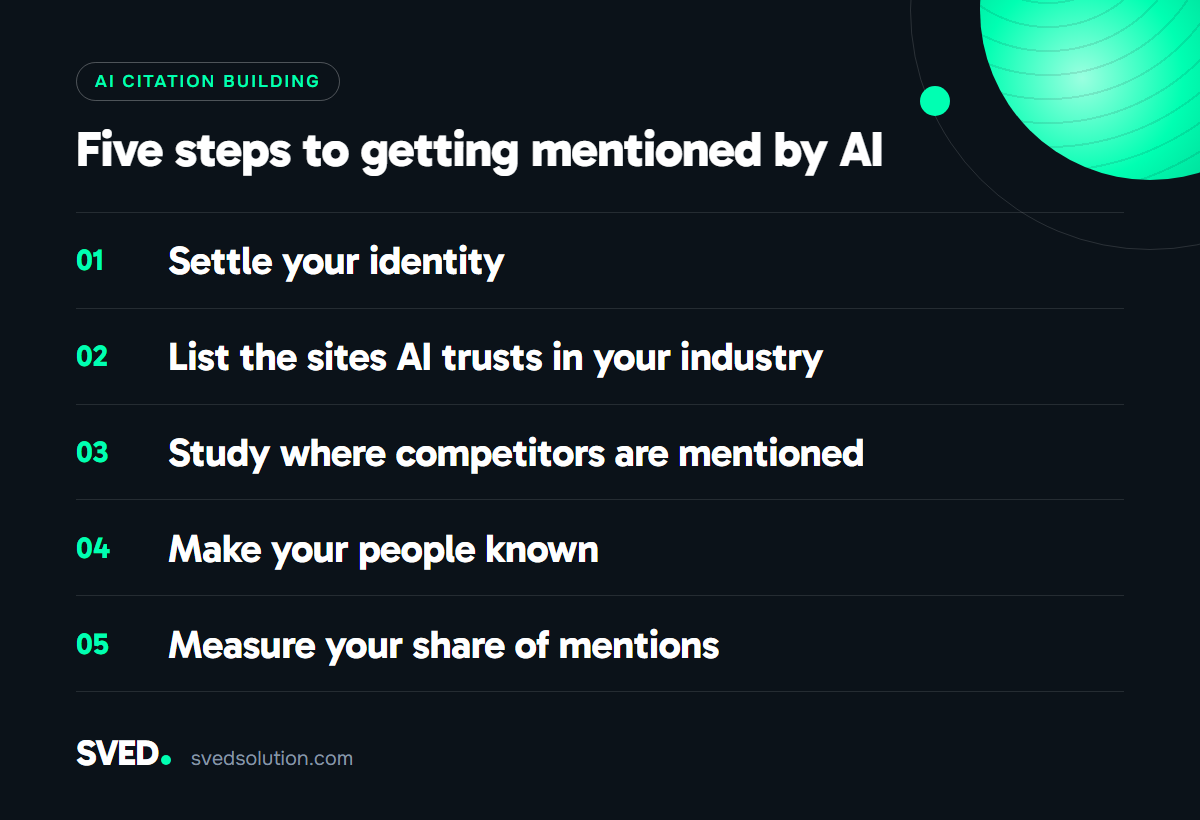 AI CITATION BUILDING
Five steps to getting mentioned by AI
01 Settle your identity
02 List the sites AI trusts in your industry
03 Study where competitors are mentioned
04 Make your people known
05 Measure your share of mentions
SVED. svedsolution.com